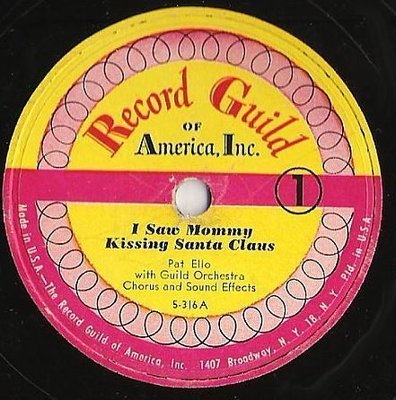 Record Guild
OF
America, Inc.
1
I Saw Mommy
Kissing Santa Claus
Pat Ello
with Guild Orchestra
Chorus and Sound Effects
S-316A
Made in U.S.A.—The Record Guild of America, Inc. 1407 Broadway, N. Y. 18, N. Y. Ptd. in U.S.A